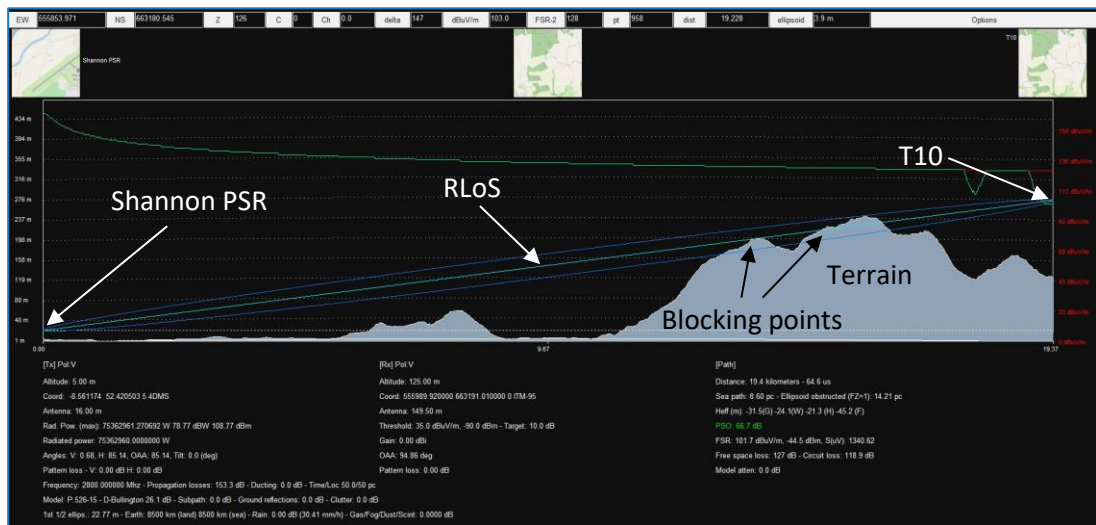 EW 555853.971 NS 663180.545 Z 126 C 0 Ch 0.0 delta 147 dBuV/m 103.0 FSR-2 128 pt 958 dist 19.228 ellipsoid 3.9 m Options
Shannon PSR
T10
434 m
394 m
355 m
316 m
276 m
237 m
198 m
158 m
119 m
80 m
40 m
1 m
T10
RLoS
Shannon PSR
Terrain
Blocking points
0.00 9.67 19.37
[Tx] Pol:V
Altitude: 5.00 m
Coord: -8.561174 52.420503 5 4DMS
Antenna: 16.00 m
Rad. Pow. (max): 75362961.270692 W 78.77 dBW 108.77 dBm
Radiated power: 75362960.0000000 W
Angles: V: 0.68, H: 85.14, OAA: 85.14, Tilt: 0.0 (deg)
Pattern loss - V: 0.00 dB H: 0.00 dB
Frequency: 2800.000000 Mhz - Propagation losses: 153.3 dB - Ducting: 0.0 dB - Time/Loc 50.0/50 pc
Model: P.526-15 - D-Bullington 26.1 dB - Subpath: 0.0 dB - Ground reflections: 0.0 dB - Clutter: 0.0 dB
1st 1/2 ellips.: 22.77 m - Earth: 8500 km (land) 8500 km (sea) - Rain: 0.00 dB (30.41 mm/h) - Gas/Fog/Dust/Scint: 0.0000 dB
[Rx] Pol:V
Altitude: 125.00 m
Coord: 555989.920000 663191.010000 0 ITM-95
Antenna: 149.50 m
Threshold: 35.0 dBuV/m, -90.0 dBm - Target: 10.0 dB
Gain: 0.00 dBi
OAA: 94.86 deg
Pattern loss: 0.00 dB
[Path]
Distance: 19.4 kilometers - 64.6 us
Sea path: 8.60 pc - Ellipsoid obstructed (FZ=1): 14.21 pc
Heff (m): -31.5(G) -24.1(W) -21.3 (H) -45.2 (F)
PSO: 66.7 dB
FSR: 101.7 dBuV/m, -44.5 dBm, S(uV): 1340.62
Free space loss: 127 dB - Circuit loss: 118.9 dB
Model atten: 0.0 dB